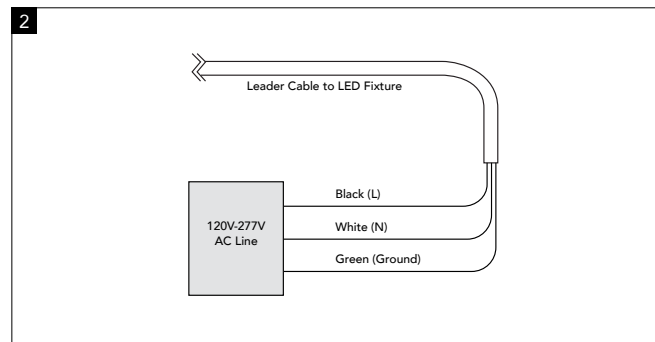 2
Leader Cable to LED Fixture
Black (L)
120V-277V
AC Line
White (N)
Green (Ground)